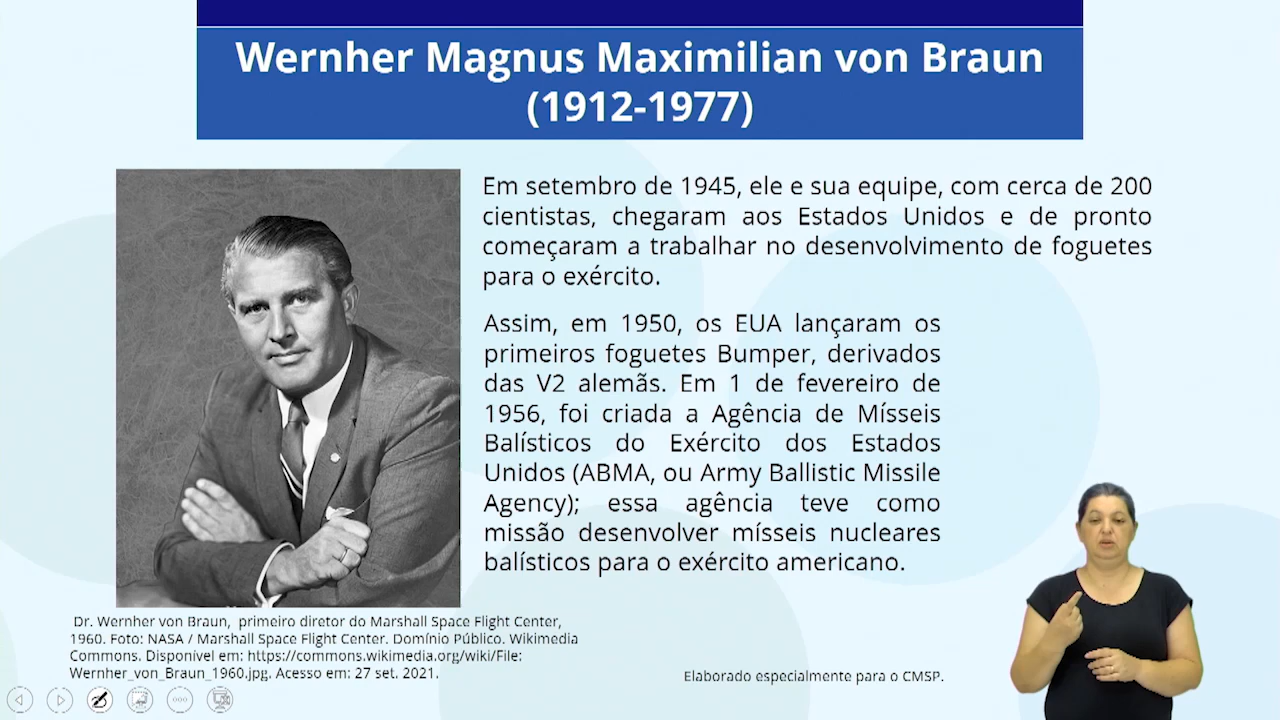 Wernher Magnus Maximilian von Braun
(1912-1977)
Em setembro de 1945, ele e sua equipe, com cerca de 200
cientistas, chegaram aos Estados Unidos e de pronto
começaram a trabalhar no desenvolvimento de foguetes
para o exército.
Assim, em 1950, os EUA lançaram os
primeiros foguetes Bumper, derivados
das V2 alemãs. Em 1 de fevereiro de
1956, foi criada a Agência de Mísseis
Balísticos do Exército dos Estados
Unidos (ABMA, ou Army Ballistic Missile
Agency); essa agência teve como
missão desenvolver mísseis nucleares
balísticos para o exército americano.
Dr. Wernher von Braun, primeiro diretor do Marshall Space Flight Center,
1960. Foto: NASA / Marshall Space Flight Center. Domínio Público. Wikimedia
Commons. Disponível em: https://commons.wikimedia.org/wiki/File:
Wernher_von_Braun_1960.jpg. Acesso em: 27 set. 2021.
Elaborado especialmente para o CMSP.